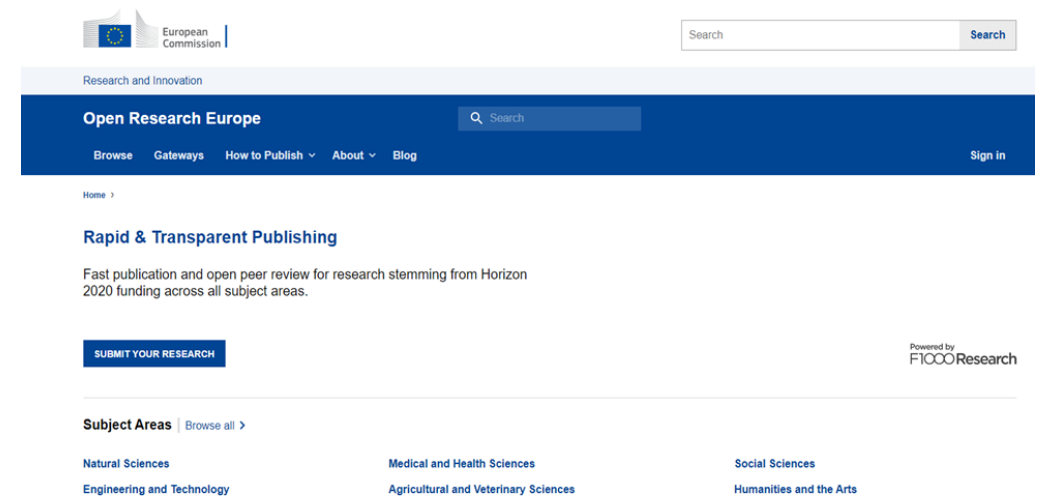 European
Commission
Search
Search
Research and Innovation
Open Research Europe
Search
Browse
Gateways
How to Publish
About
Blog
Sign in
Home
Rapid & Transparent Publishing
Fast publication and open peer review for research stemming from Horizon
2020 funding across all subject areas.
SUBMIT YOUR RESEARCH
Powered by
F1000Research
Subject Areas | Browse all
Natural Sciences
Medical and Health Sciences
Social Sciences
Engineering and Technology
Agricultural and Veterinary Sciences
Humanities and the Arts